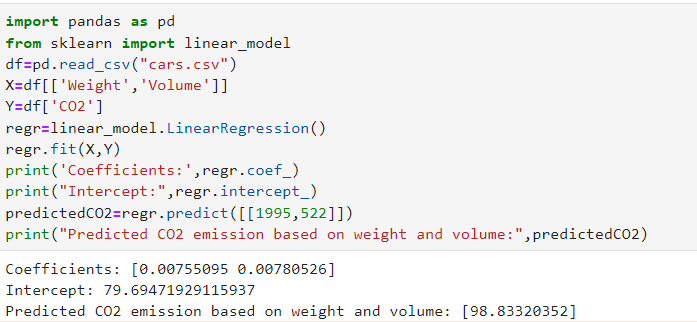 import pandas as pd
from sklearn import linear_model
df=pd.read_csv("cars.csv")
X=df[['Weight','Volume']]
Y=df['CO2']
regr=linear_model.LinearRegression()
regr.fit(X,Y)
print('Coefficients:',regr.coef_)
print("Intercept:",regr.intercept_)
predictedCO2=regr.predict([[1995,522]])
print("Predicted CO2 emission based on weight and volume:",predictedCO2)
Coefficients: [0.00755095 0.00780526]
Intercept: 79.69471929115937
Predicted CO2 emission based on weight and volume: [98.83320352]